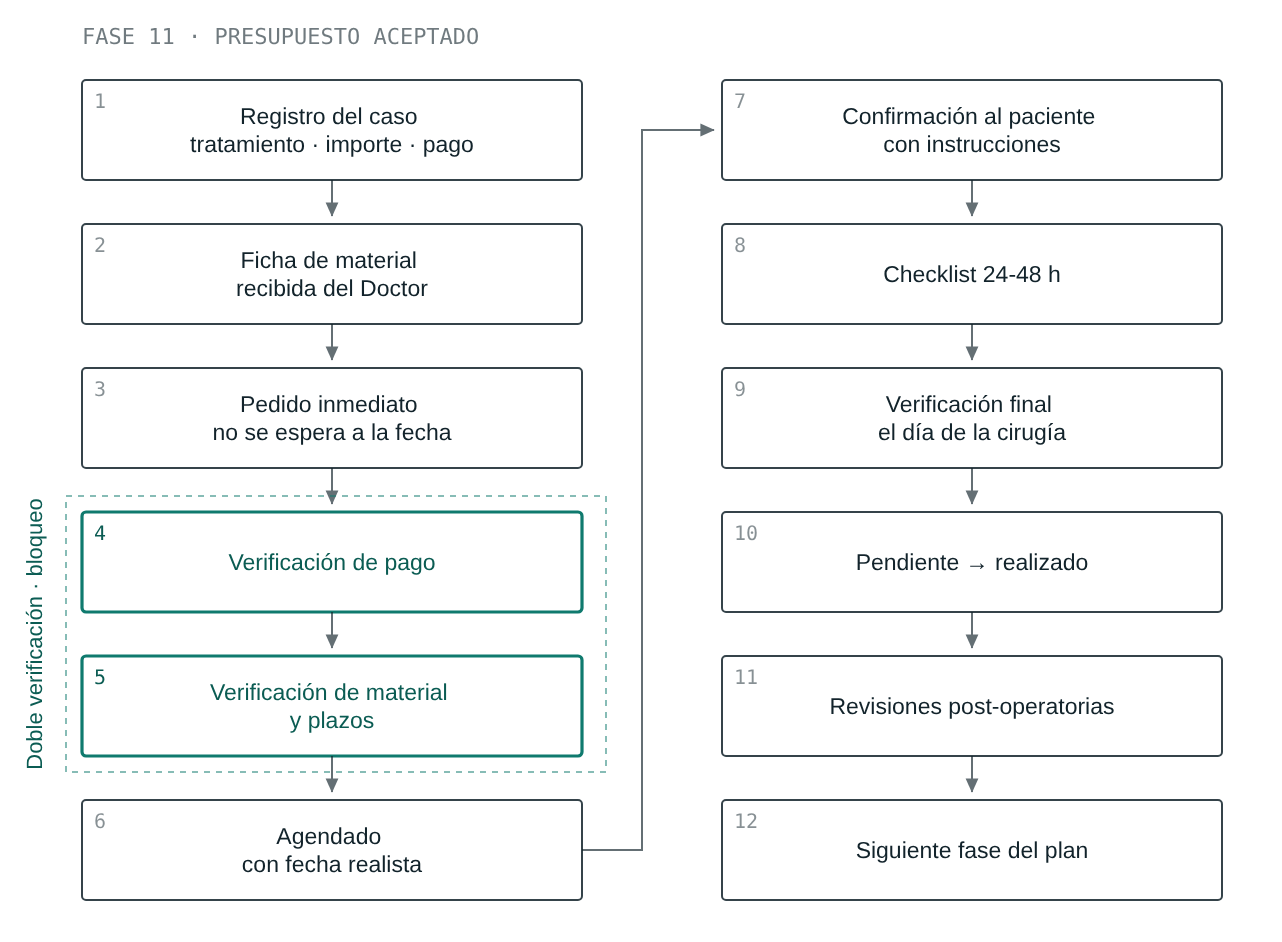 FASE 11 · PRESUPUESTO ACEPTADO
1
Registro del caso
tratamiento · importe · pago
2
Ficha de material
recibida del Doctor
3
Pedido inmediato
no se espera a la fecha
Doble verificación · bloqueo
4
Verificación de pago
5
Verificación de material
y plazos
6
Agendado
con fecha realista
7
Confirmación al paciente
con instrucciones
8
Checklist 24-48 h
9
Verificación final
el día de la cirugía
10
Pendiente → realizado
11
Revisiones post-operatorias
12
Siguiente fase del plan